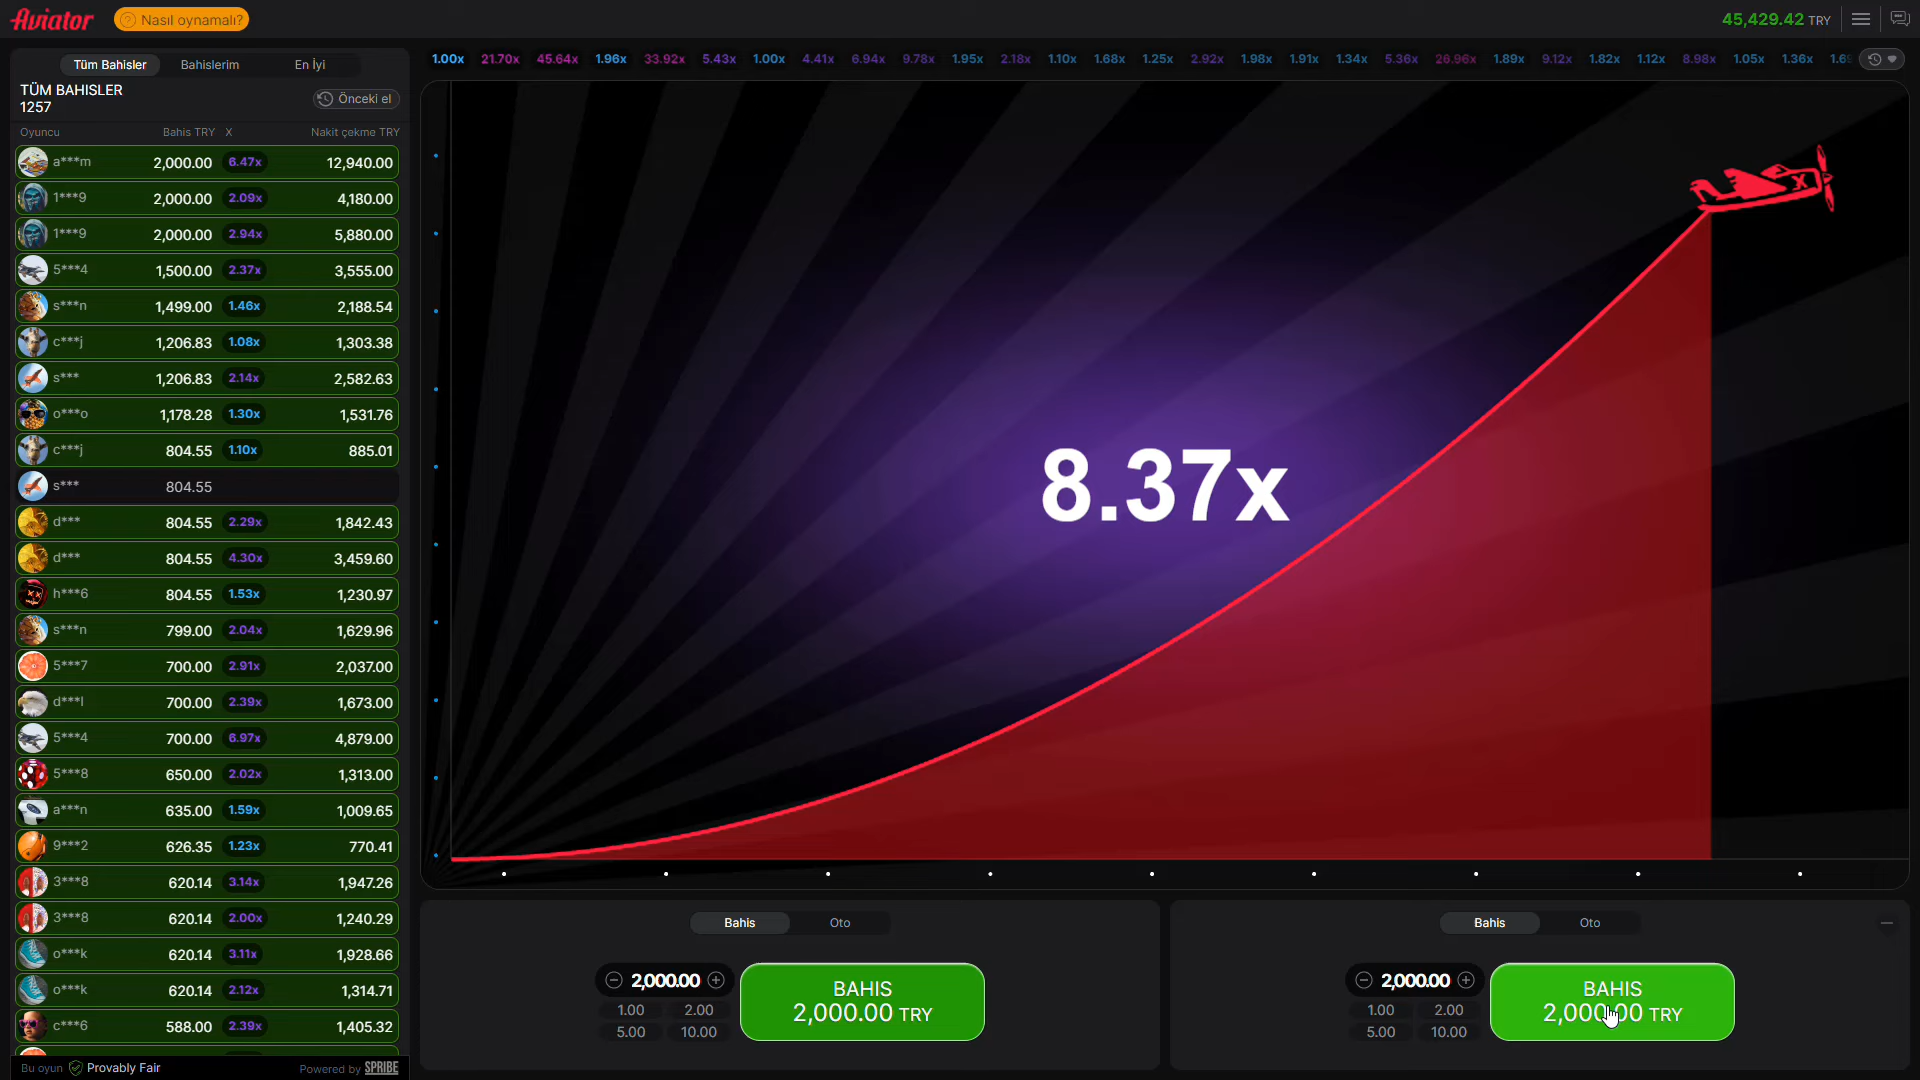 Aviator
Nasıl oynamalı?
45,429.42 TRY
Tüm Bahisler Bahislerim En İyi
TÜM BAHISLER
1257
Önceki el
Oyuncu Bahis TRY X Nakit çekme TRY
a***m 2,000.00 6.47x 12,940.00
1***9 2,000.00 2.09x 4,180.00
1***9 2,000.00 2.94x 5,880.00
5***4 1,500.00 2.37x 3,555.00
s***n 1,499.00 1.46x 2,188.54
c***j 1,206.83 1.08x 1,303.38
s*** 1,206.83 2.14x 2,582.63
o***o 1,178.28 1.30x 1,531.76
c***j 804.55 1.10x 885.01
s*** 804.55
d*** 804.55 2.29x 1,842.43
d*** 804.55 4.30x 3,459.60
h***6 804.55 1.53x 1,230.97
s***n 799.00 2.04x 1,629.96
5***7 700.00 2.91x 2,037.00
d***l 700.00 2.39x 1,673.00
5***4 700.00 6.97x 4,879.00
5***8 650.00 2.02x 1,313.00
a***n 635.00 1.59x 1,009.65
9***2 626.35 1.23x 770.41
3***8 620.14 3.14x 1,947.26
3***8 620.14 2.00x 1,240.29
o***k 620.14 3.11x 1,928.66
o***k 620.14 2.12x 1,314.71
c***6 588.00 2.39x 1,405.32
Bu oyun Provably Fair Powered by SPRIBE
1.00x 21.70x 45.64x 1.96x 33.92x 5.43x 1.00x 4.41x 6.94x 9.78x 1.95x 2.18x 1.10x 1.68x 1.25x 2.92x 1.98x 1.91x 1.34x 5.36x 26.96x 1.89x 9.12x 1.82x 1.12x 8.98x 1.05x 1.36x
X
8.37x
Bahis Oto
2,000.00
1.00 2.00
5.00 10.00
BAHIS
2,000.00 TRY
Bahis Oto
2,000.00
1.00 2.00
5.00 10.00
BAHIS
2,000.00 TRY